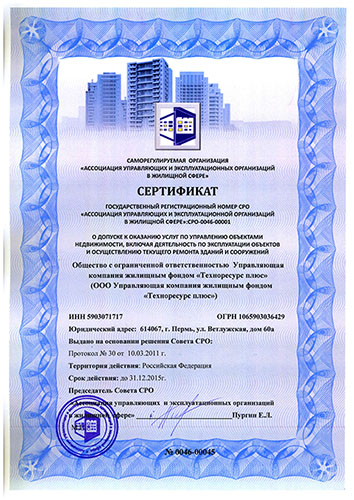 САМОРЕГУЛИРУЕМАЯ ОРГАНИЗАЦИЯ
«АССОЦИАЦИЯ УПРАВЛЯЮЩИХ И ЭКСПЛУАТАЦИОННЫХ ОРГАНИЗАЦИЙ
В ЖИЛИЩНОЙ СФЕРЕ»
СЕРТИФИКАТ
ГОСУДАРСТВЕННЫЙ РЕГИСТРАЦИОННЫЙ НОМЕР СРО
«АССОЦИАЦИЯ УПРАВЛЯЮЩИХ И ЭКСПЛУАТАЦИОННОЙ ОРГАНИЗАЦИЙ
В ЖИЛИЩНОЙ СФЕРЕ»:СРО-0046-00001
О ДОПУСКЕ К ОКАЗАНИЮ УСЛУГ ПО УПРАВЛЕНИЮ ОБЪЕКТАМИ
НЕДВИЖИМОСТИ, ВКЛЮЧАЯ ДЕЯТЕЛЬНОСТЬ ПО ЭКСПЛУАТАЦИИ ОБЪЕКТОВ
И ОСУЩЕСТВЛЕНИЮ ТЕКУЩЕГО РЕМОНТА ЗДАНИЙ И СООРУЖЕНИЙ
Общество с ограниченной ответственностью Управляющая
компания жилищным фондом «Техноресурс плюс»
(ООО Управляющая компания жилищным фондом
«Техноресурс плюс»)
ИНН 5903071717 ОГРН 1065903036429
Юридический адрес: 614067, г. Пермь, ул. Ветлужская, дом 60а
Выдано на основании решения Совета СРО:
Протокол № 30 от 10.03.2011 г.
Территория действия: Российская Федерация
Срок действия: до 31.12.2015г.
Председатель Совета СРО
«Ассоциация управляющих и эксплуатационных организаций
в жилищной сфере» Пургин Е.Л.
№ 0046-00045